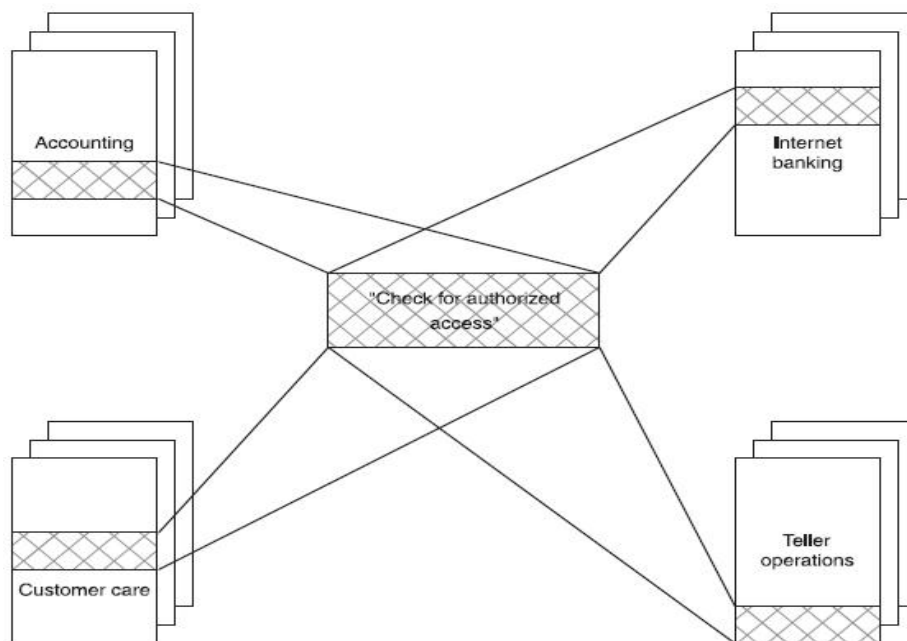 Accounting
Internet
banking
"Check for authorized
access"
Customer care
Teller
operations